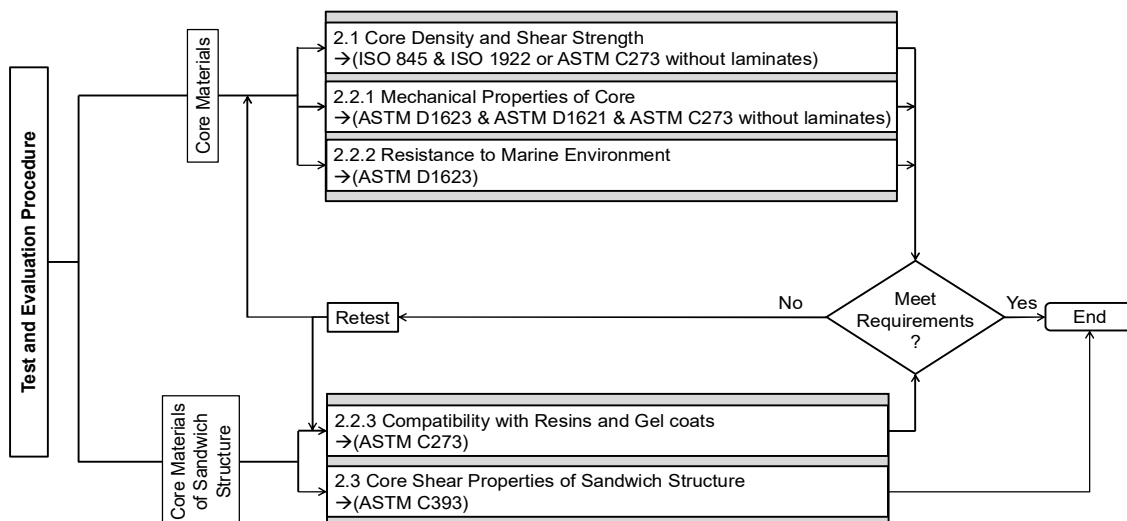 Test and Evaluation Procedure
Core Materials
2.1 Core Density and Shear Strength
→(ISO 845 & ISO 1922 or ASTM C273 without laminates)
2.2.1 Mechanical Properties of Core
→(ASTM D1623 & ASTM D1621 & ASTM C273 without laminates)
2.2.2 Resistance to Marine Environment
→(ASTM D1623)
Retest
No
Meet
Requirements
?
Yes
End
Core Materials
of Sandwich
Structure
2.2.3 Compatibility with Resins and Gel coats
→(ASTM C273)
2.3 Core Shear Properties of Sandwich Structure
→(ASTM C393)